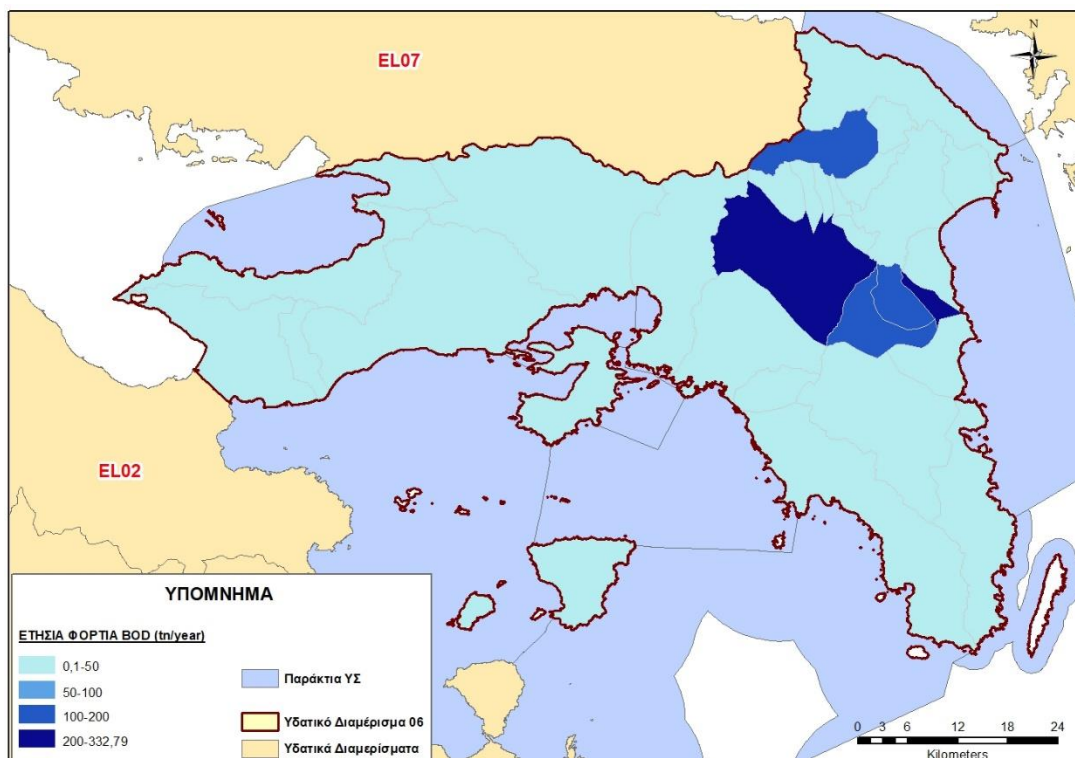 EL07
N
EL02
ΥΠΟΜΝΗΜΑ
ΕΤΗΣΙΑ ΦΟΡΤΙΑ BOD (tn/year)
0,1-50
50-100
100-200
200-332,79
Παράκτια ΥΣ
Υδατικό Διαμέρισμα 06
Υδατικά Διαμερίσματα
0 3 6 12 18 24
Kilometers